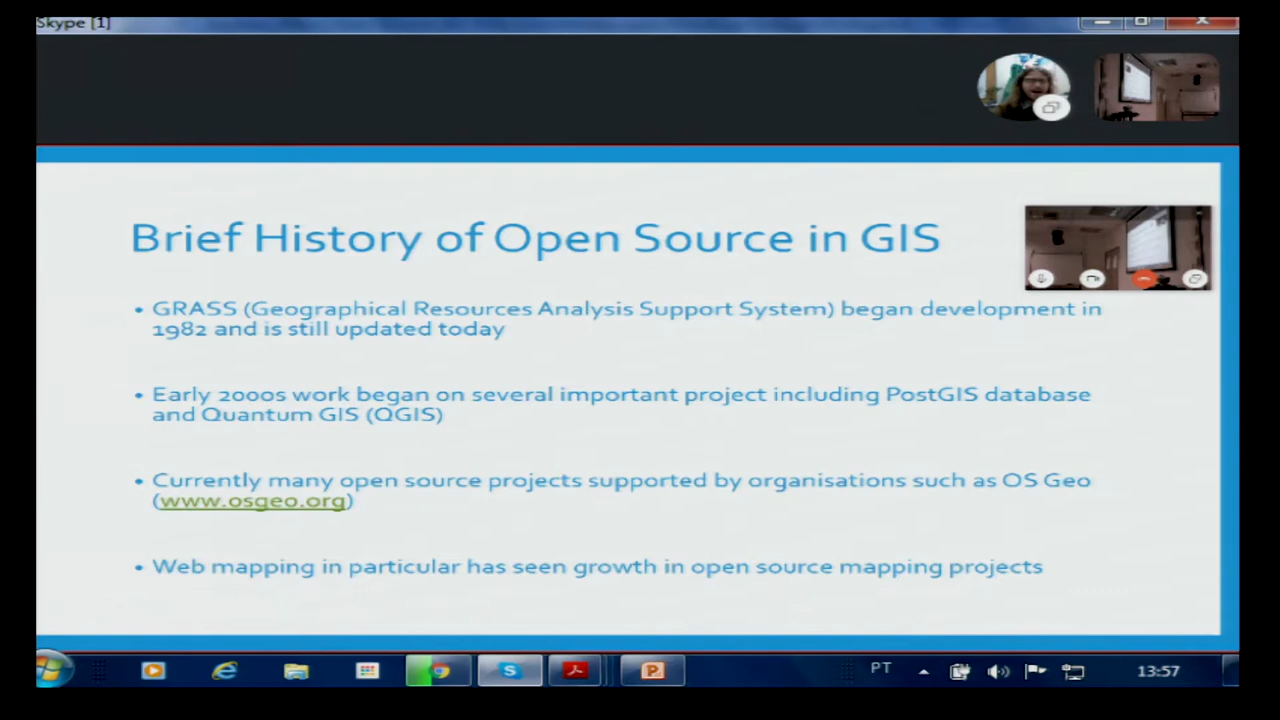 Skype [1]
Brief History of Open Source in GIS
• GRASS (Geographical Resources Analysis Support System) began development in
1982 and is still updated today
• Early 2000s work began on several important project including PostGIS database
and Quantum GIS (QGIS)
• Currently many open source projects supported by organisations such as OS Geo
(www.osgeo.org)
• Web mapping in particular has seen growth in open source mapping projects
PT
13:57